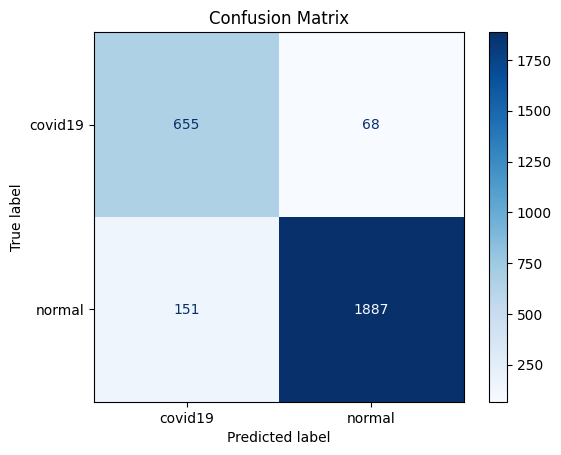 Confusion Matrix
True label
covid19
655
68
normal
151
1887
covid19
normal
Predicted label
1750
1500
1250
1000
750
500
250